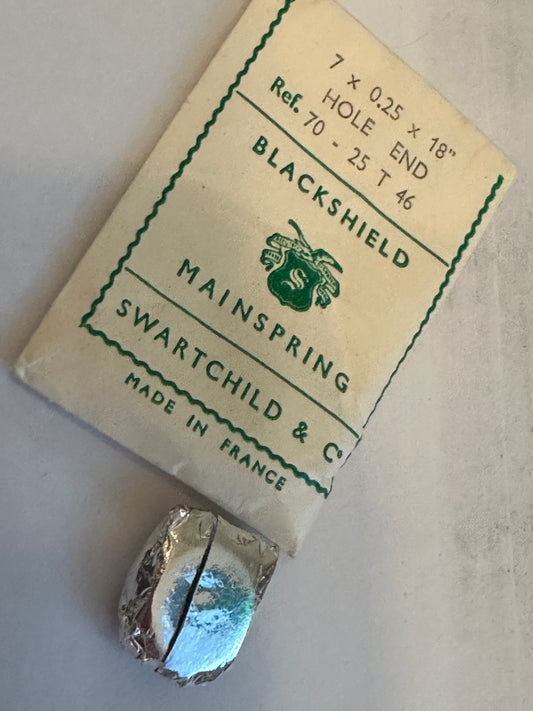 7 x 0.25 x 18"
HOLE END
Ref. 70 - 25 T 46
BLACKSHIELD
S
MAINSPRING
SWARTCHILD & Cº
MADE IN FRANCE